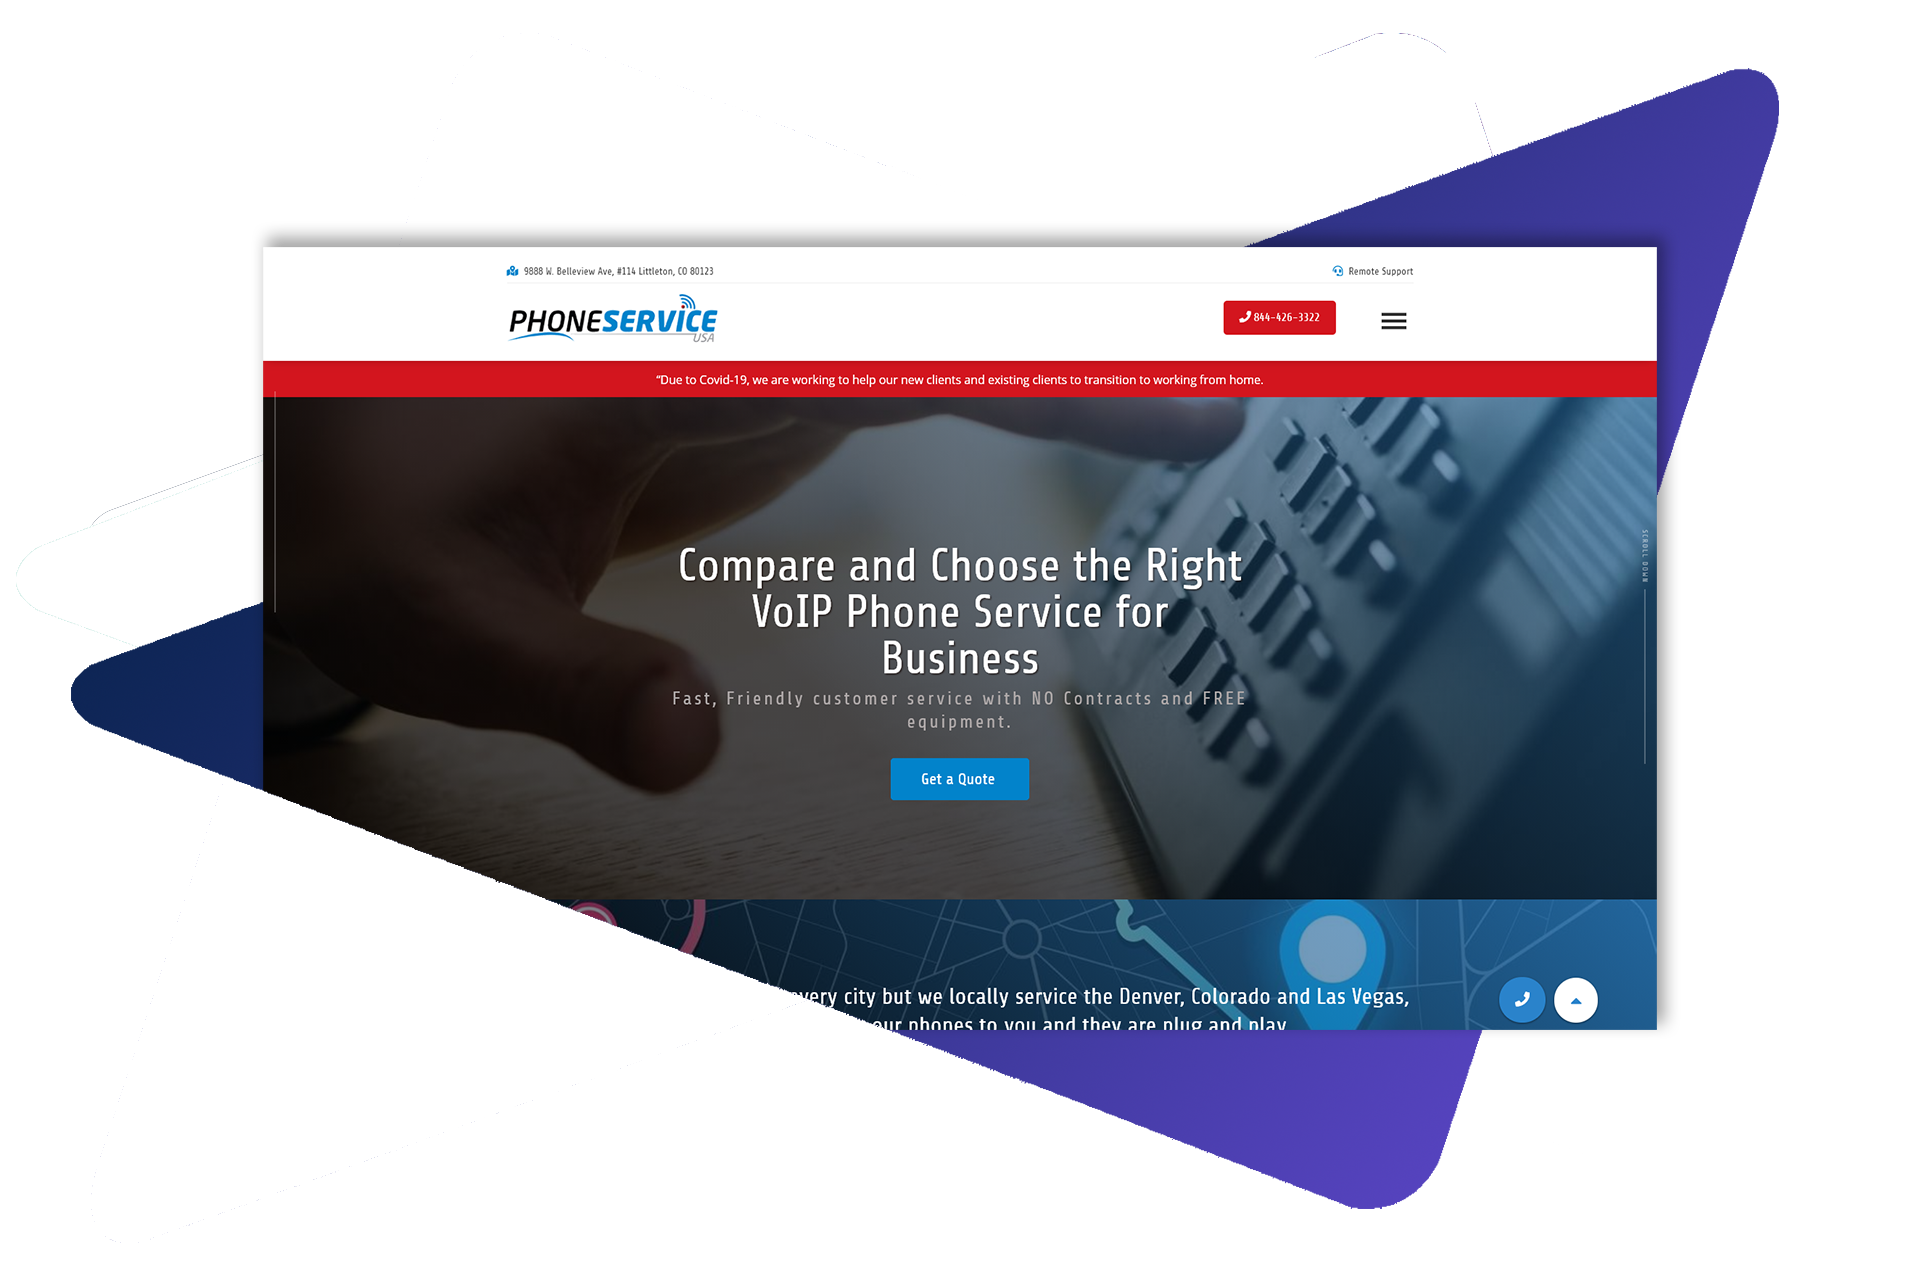 9888 W. Belleview Ave, #114 Littleton, CO 80123
Remote Support
PHONESERVICE
USA
844-426-3322
“Due to Covid-19, we are working to help our new clients and existing clients to transition to working from home.
Compare and Choose the Right
VoIP Phone Service for
Business
Fast, Friendly customer service with NO Contracts and FREE
equipment.
Get a Quote
SCROLL DOWN
city but we locally service the Denver, Colorado and Las Vegas,
phones to you and they are plug and play